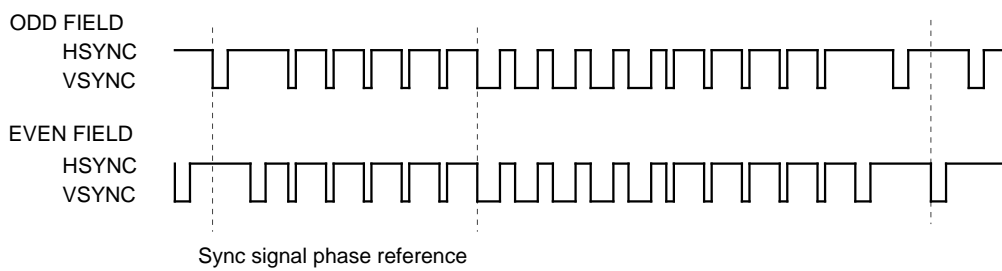 ODD FIELD
HSYNC
VSYNC
EVEN FIELD
HSYNC
VSYNC
Sync signal phase reference